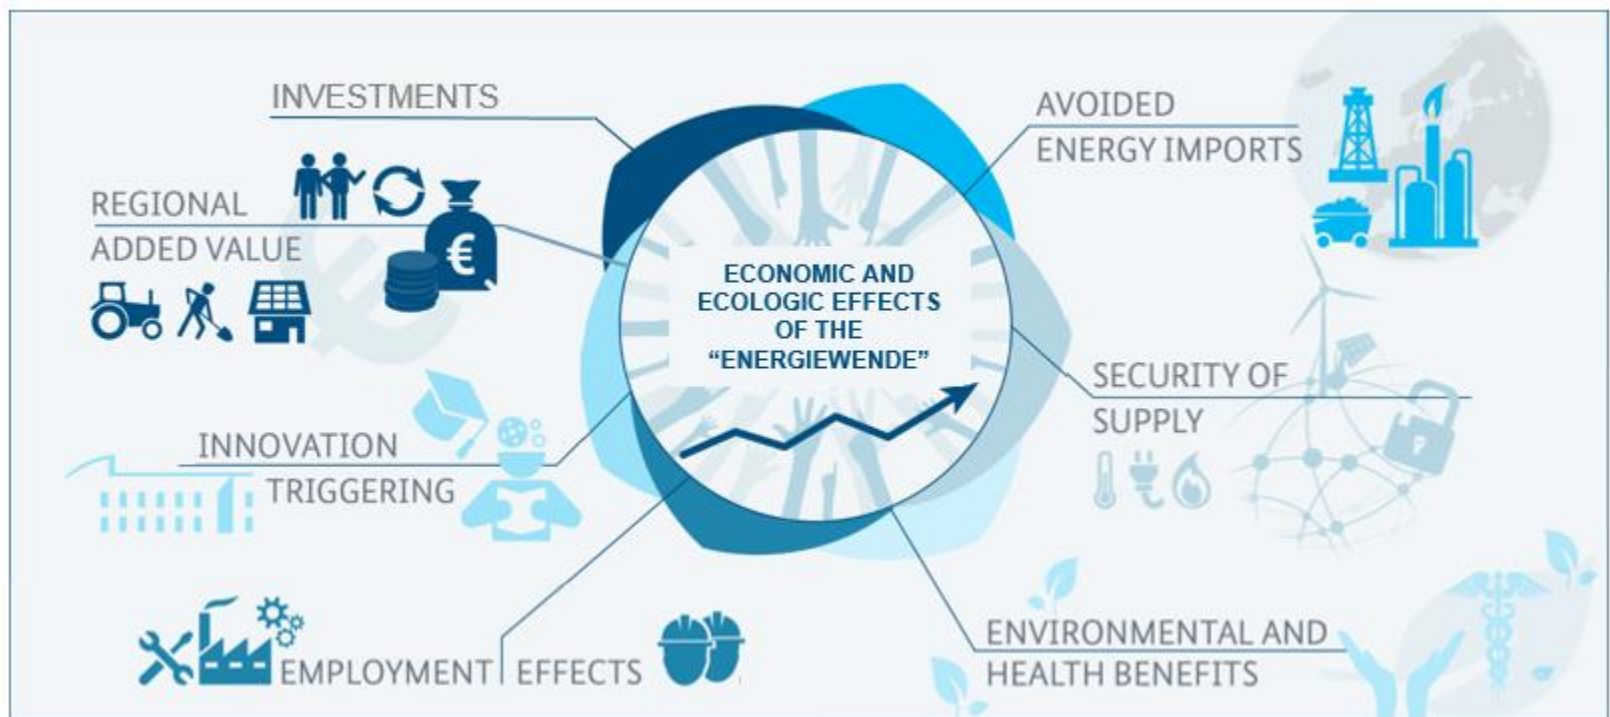 INVESTMENTS
REGIONAL
ADDED VALUE
€
INNOVATION
TRIGGERING
EMPLOYMENT EFFECTS
ECONOMIC AND
ECOLOGIC EFFECTS
OF THE
“ENERGIEWENDE”
AVOIDED
ENERGY IMPORTS
SECURITY OF
SUPPLY
ENVIRONMENTAL AND
HEALTH BENEFITS